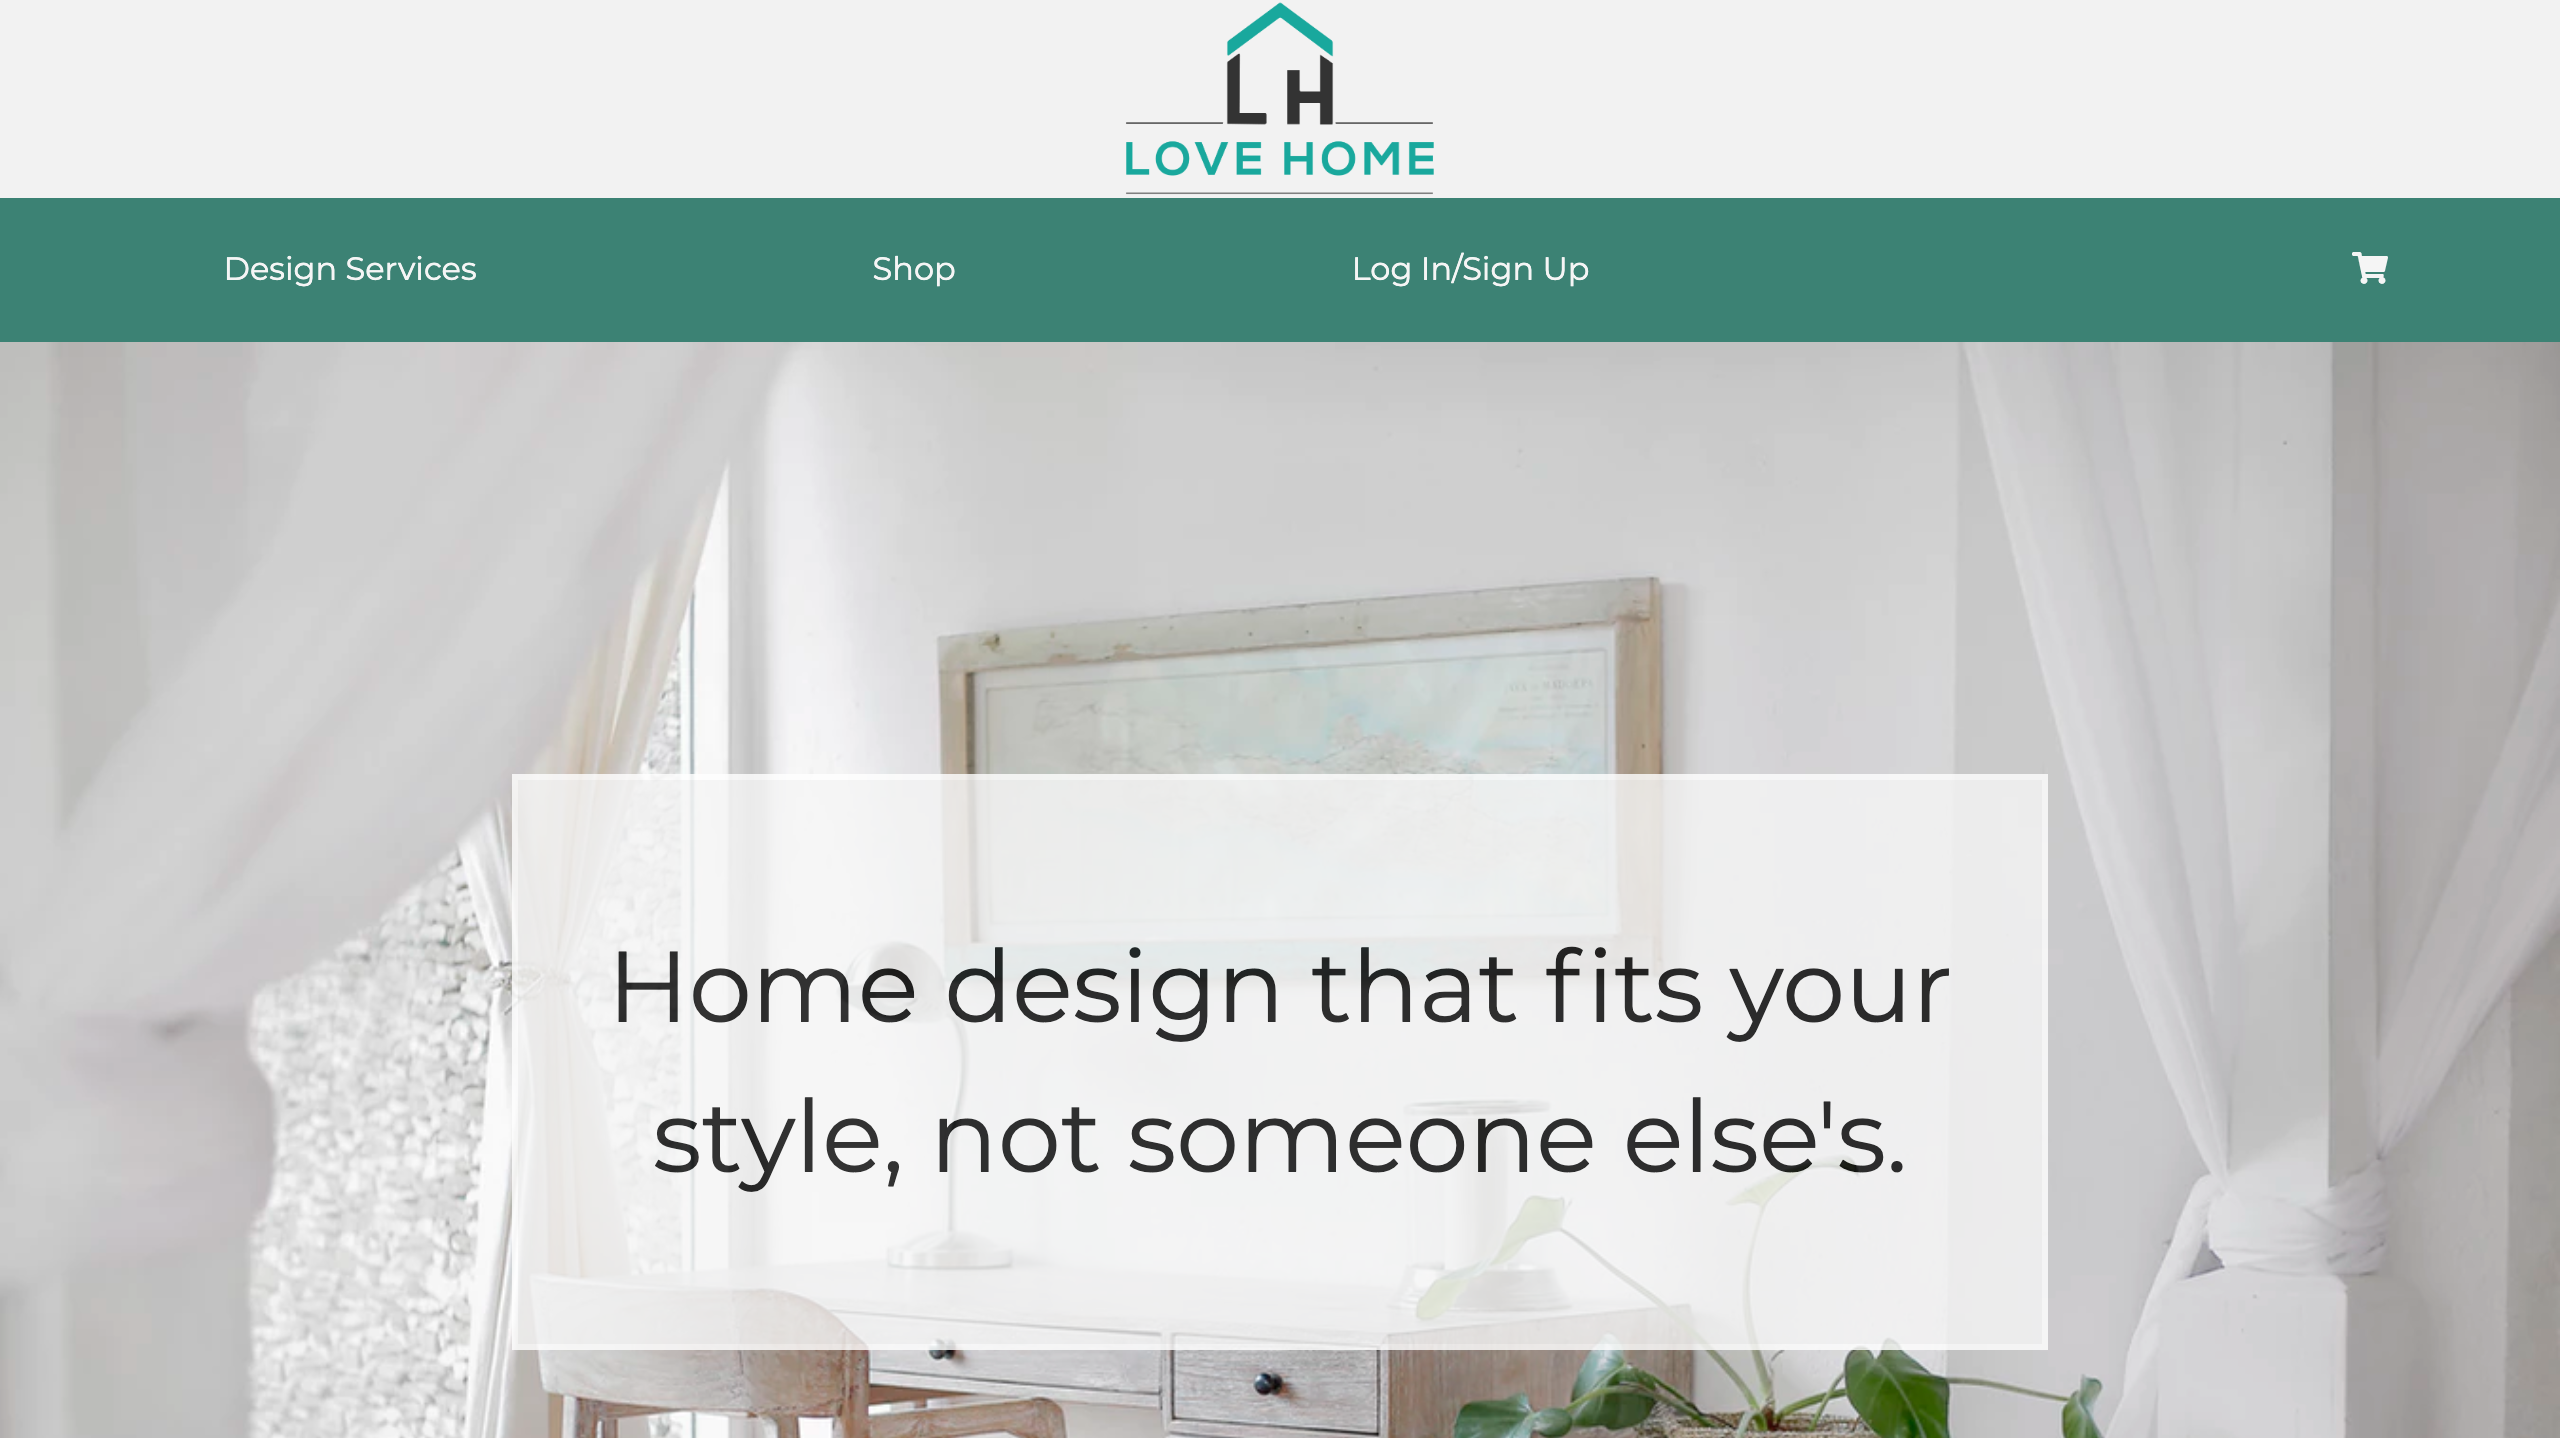 LH
LOVE HOME
Design Services
Shop
Log In/Sign Up
Home design that fits your
style, not someone else's.